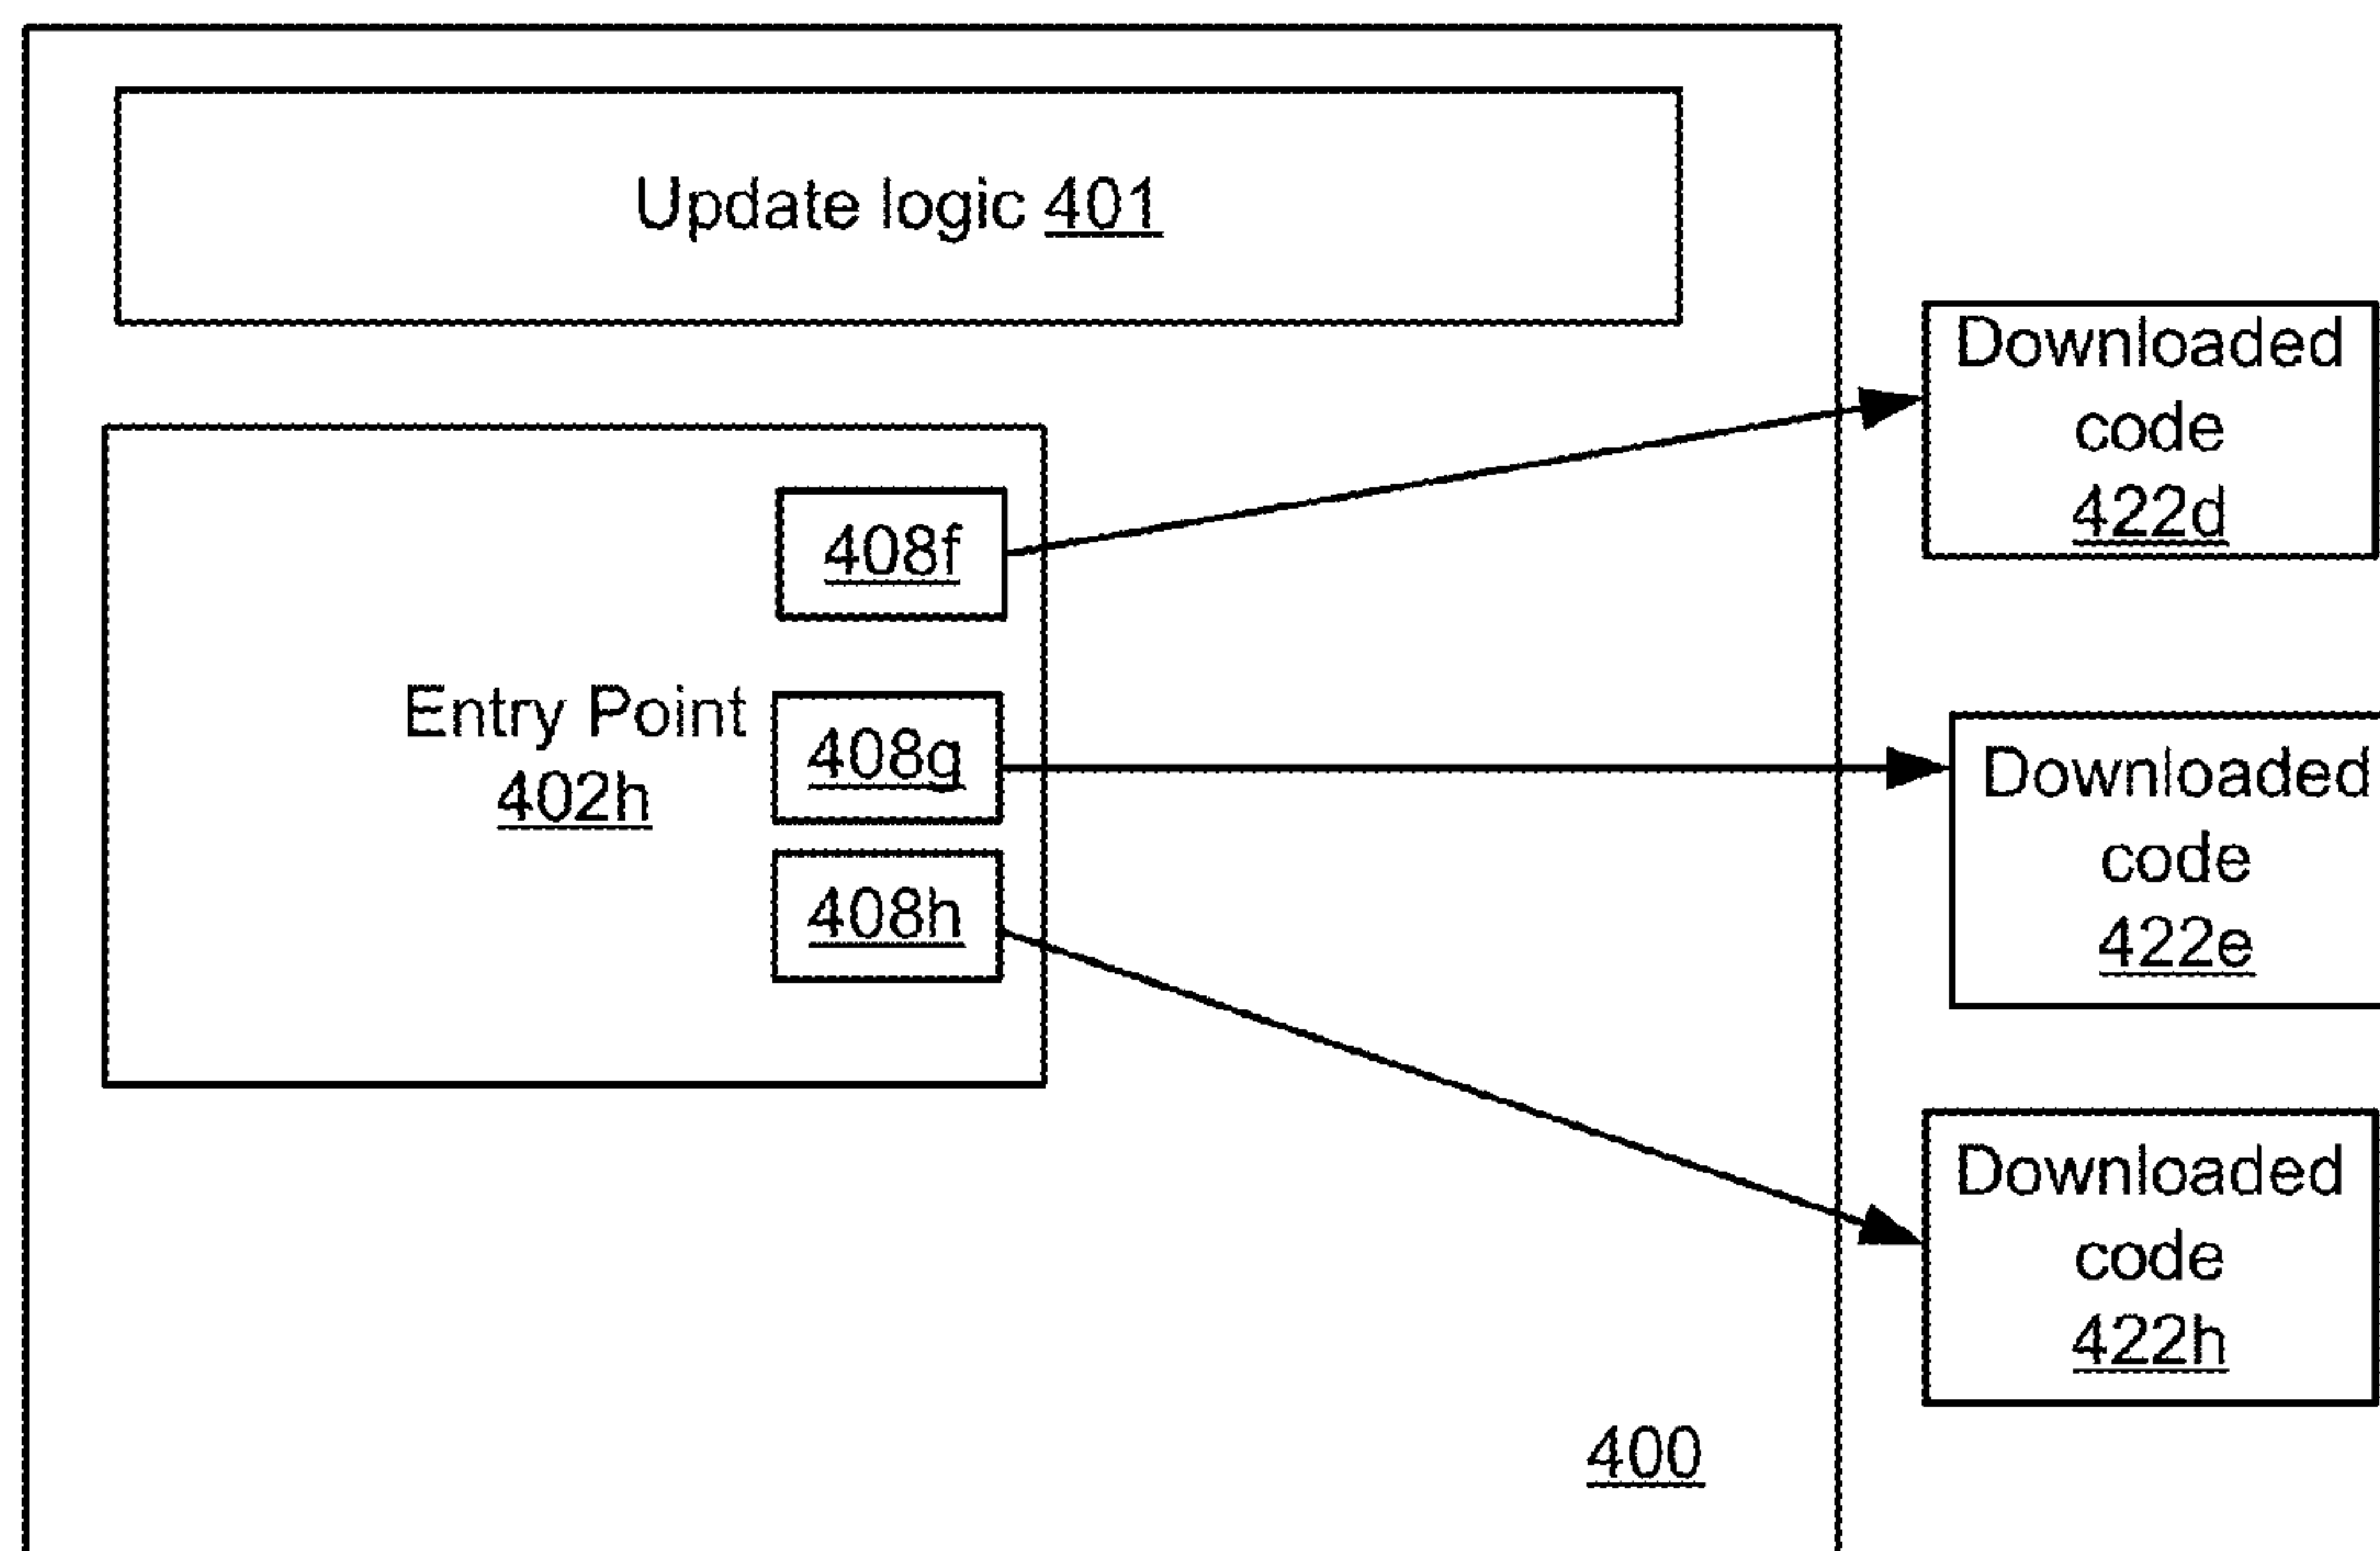 Update logic 401
Downloaded
code
422d
408f
Entry Point
402h
408g
Downloaded
code
422e
408h
Downloaded
code
422h
400